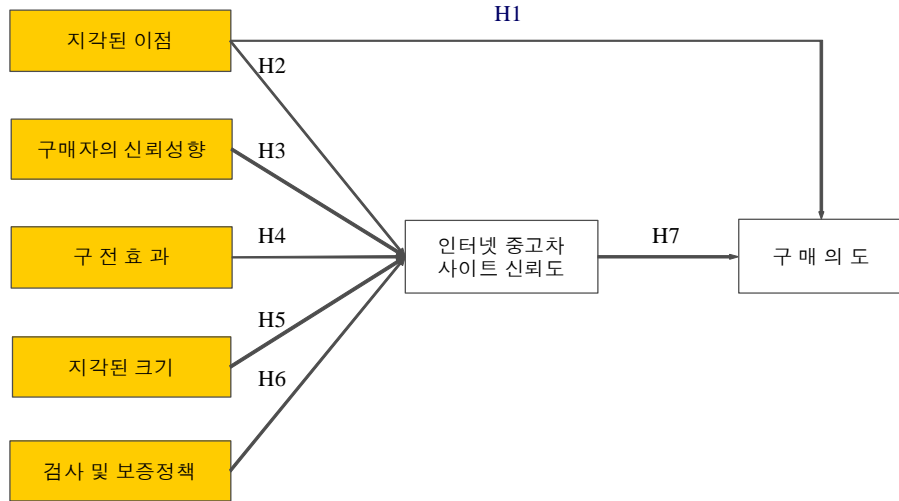 H1
지각된 이점
H2
구매자의 신뢰성향
H3
구 전 효 과
H4
인터넷 중고차
사이트 신뢰도
H7
구 매 의 도
H5
지각된 크기
H6
검사 및 보증정책